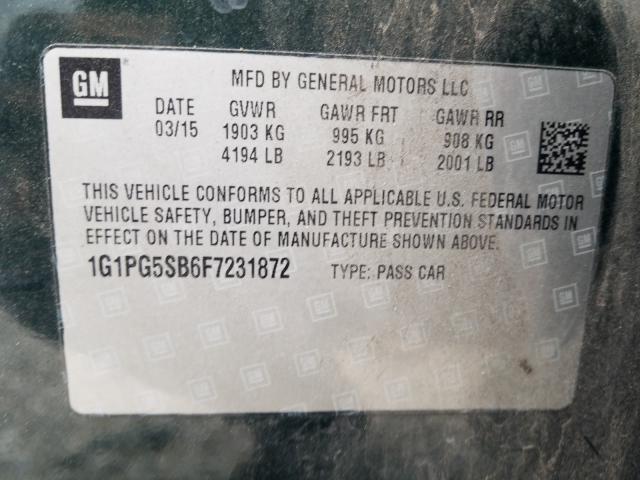 GM
MFD BY GENERAL MOTORS LLC
DATE GVWR GAWR FRT GAWR RR
03/15 1903 KG 995 KG 908 KG
4194 LB 2193 LB 2001 LB
THIS VEHICLE CONFORMS TO ALL APPLICABLE U.S. FEDERAL MOTOR
VEHICLE SAFETY, BUMPER, AND THEFT PREVENTION STANDARDS IN
EFFECT ON THE DATE OF MANUFACTURE SHOWN ABOVE.
1G1PG5SB6F7231872 TYPE: PASS CAR